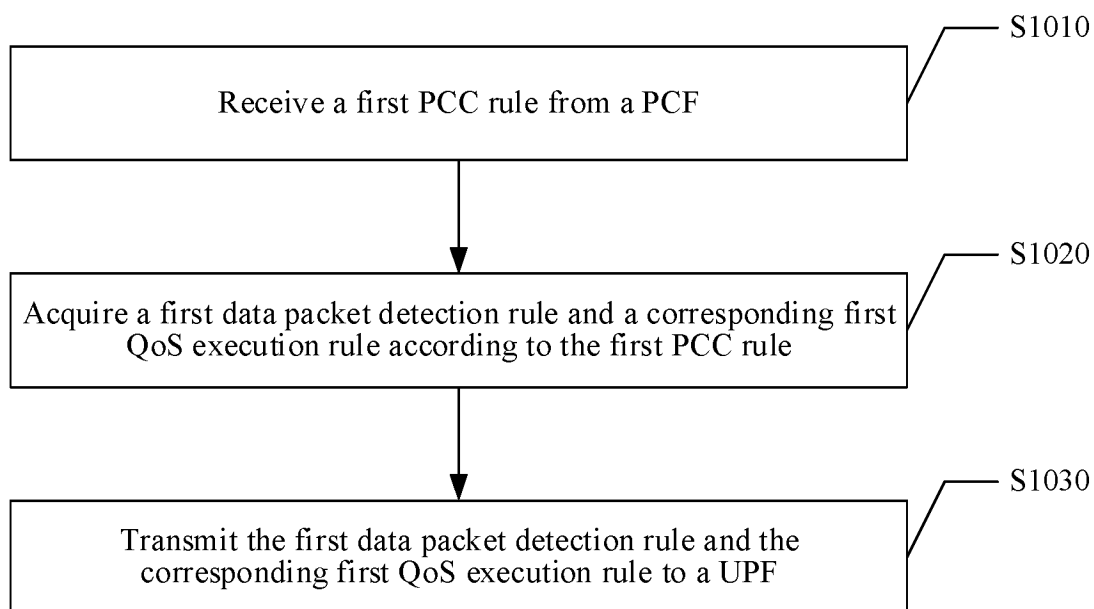 S1010
Receive a first PCC rule from a PCF
S1020
Acquire a first data packet detection rule and a corresponding first
QoS execution rule according to the first PCC rule
S1030
Transmit the first data packet detection rule and the
corresponding first QoS execution rule to a UPF